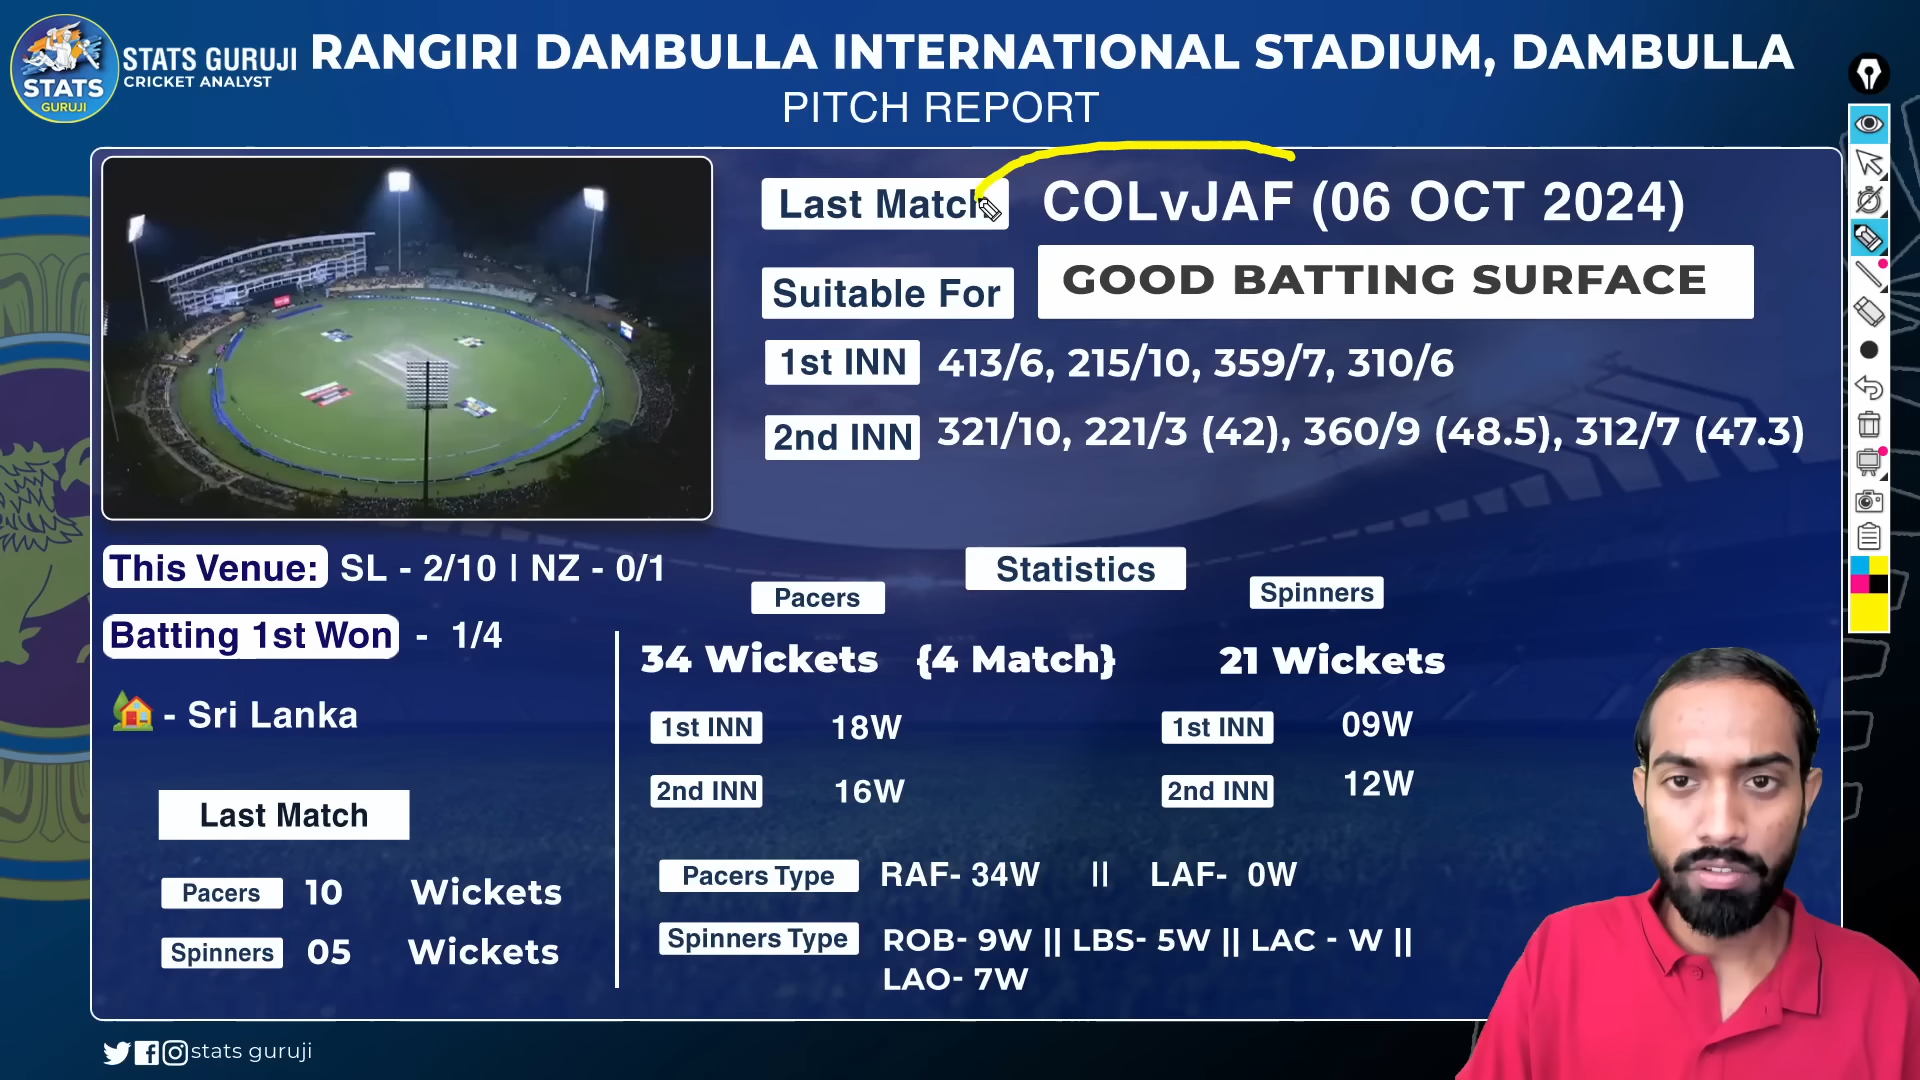 STATS GURUJI
CRICKET ANALYST
STATS
GURUJI
RANGIRI DAMBULLA INTERNATIONAL STADIUM, DAMBULLA
PITCH REPORT
Last Match COLvJAF (06 OCT 2024)
Suitable For GOOD BATTING SURFACE
1st INN 413/6, 215/10, 359/7, 310/6
2nd INN 321/10, 221/3 (42), 360/9 (48.5), 312/7 (47.3)
This Venue: SL - 2/10 | NZ - 0/1
Batting 1st Won - 1/4
- Sri Lanka
Last Match
Pacers 10 Wickets
Spinners 05 Wickets
Statistics
Pacers Spinners
34 Wickets {4 Match} 21 Wickets
1st INN 18W 1st INN 09W
2nd INN 16W 2nd INN 12W
Pacers Type RAF- 34W || LAF- 0W
Spinners Type ROB- 9W || LBS- 5W || LAC - W ||
LAO- 7W
stats guruji